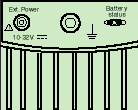 Ext. Power
Battery
status
10-32V